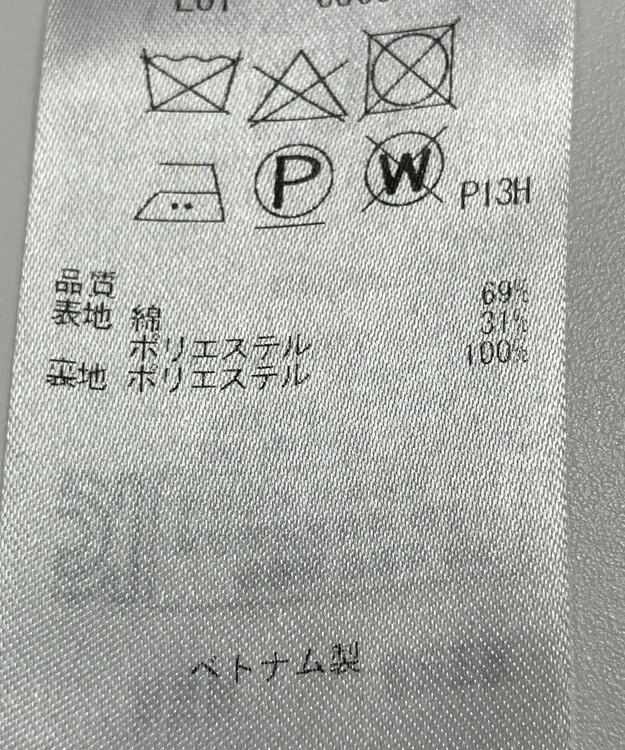 P
W
P13H
品質
表地 綿 69%
ポリエステル 31%
裏地 ポリエステル 100%
ベトナム製